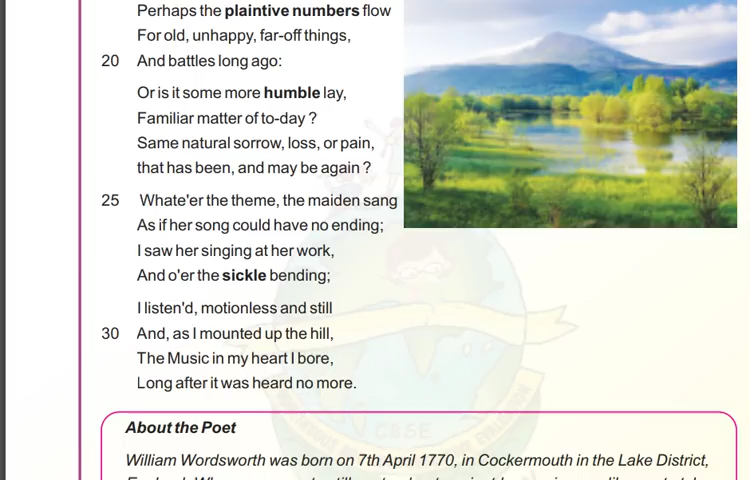 Perhaps the plaintive numbers flow
For old, unhappy, far-off things,
20 And battles long ago:
Or is it some more humble lay,
Familiar matter of to-day ?
Same natural sorrow, loss, or pain,
that has been, and may be again ?
25 Whate'er the theme, the maiden sang
As if her song could have no ending;
I saw her singing at her work,
And o'er the sickle bending;
I listen'd, motionless and still
30 And, as I mounted up the hill,
The Music in my heart I bore,
Long after it was heard no more.
CBSE
About the Poet
William Wordsworth was born on 7th April 1770, in Cockermouth in the Lake District,